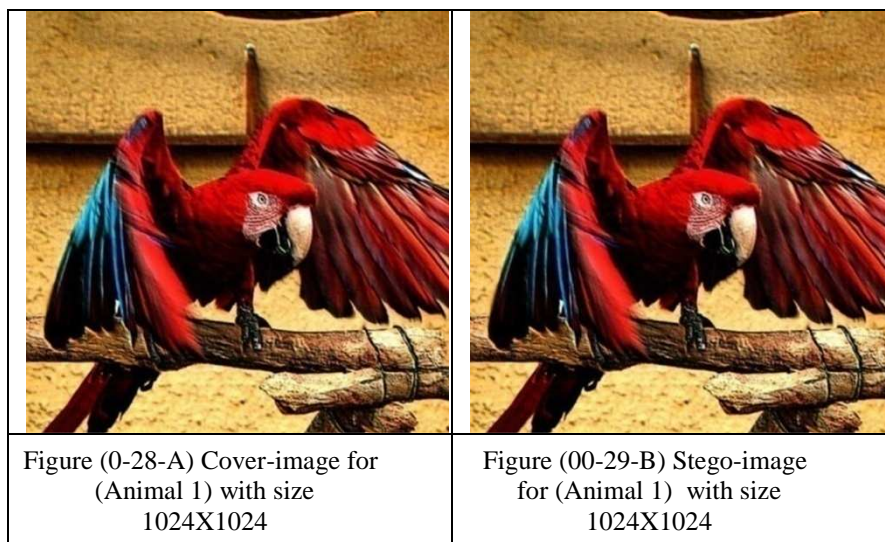 Figure (0-28-A) Cover-image for
(Animal 1) with size
1024X1024
Figure (00-29-B) Stego-image
for (Animal 1) with size
1024X1024